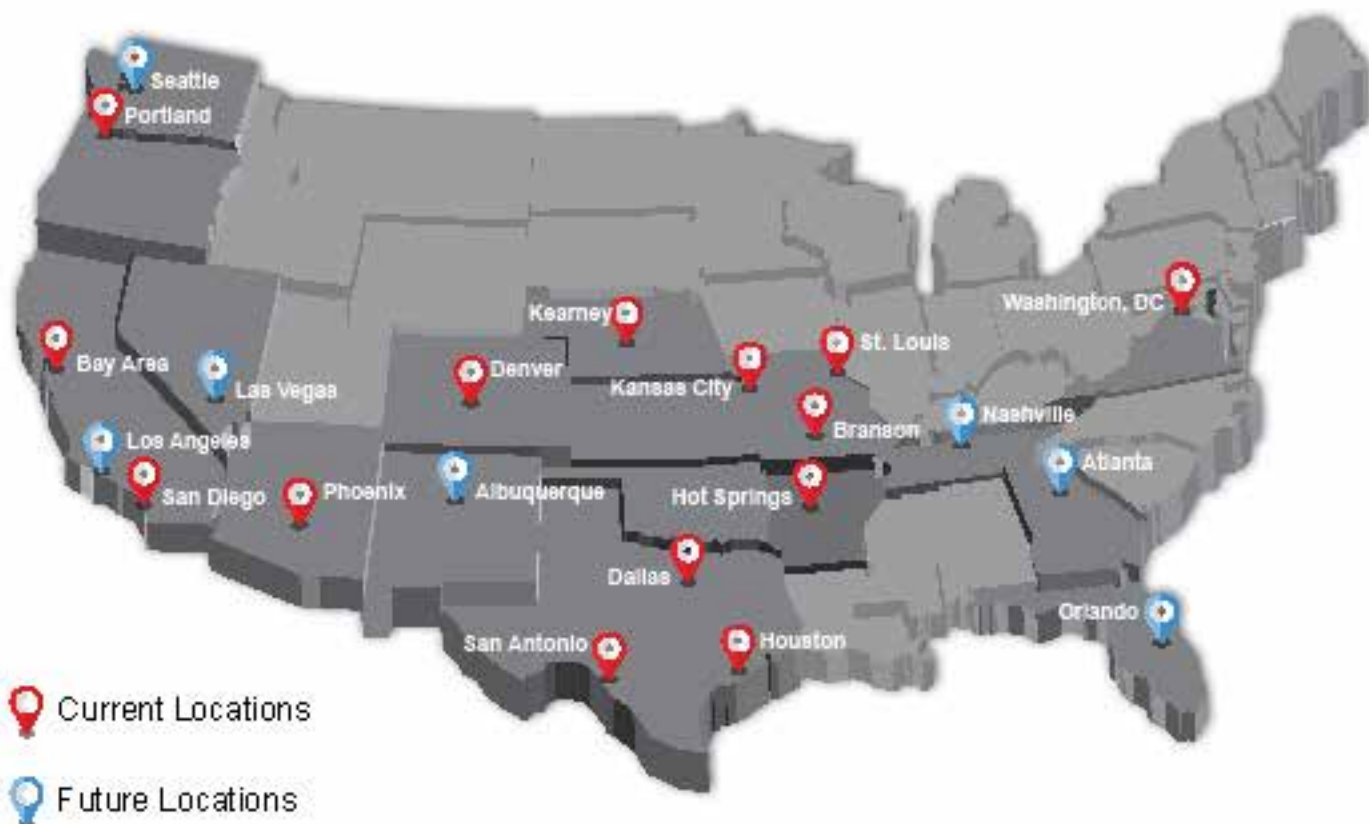 Seattle
Portland
Washington, DC
Kearney
Bay Area
St. Louis
Denver
Kansas City
Las Vegas
Nashville
Branson
Los Angeles
Atlanta
San Diego
Phoenix
Albuquerque
Hot Springs
Dallas
Orlando
San Antonio
Houston
Current Locations
Future Locations